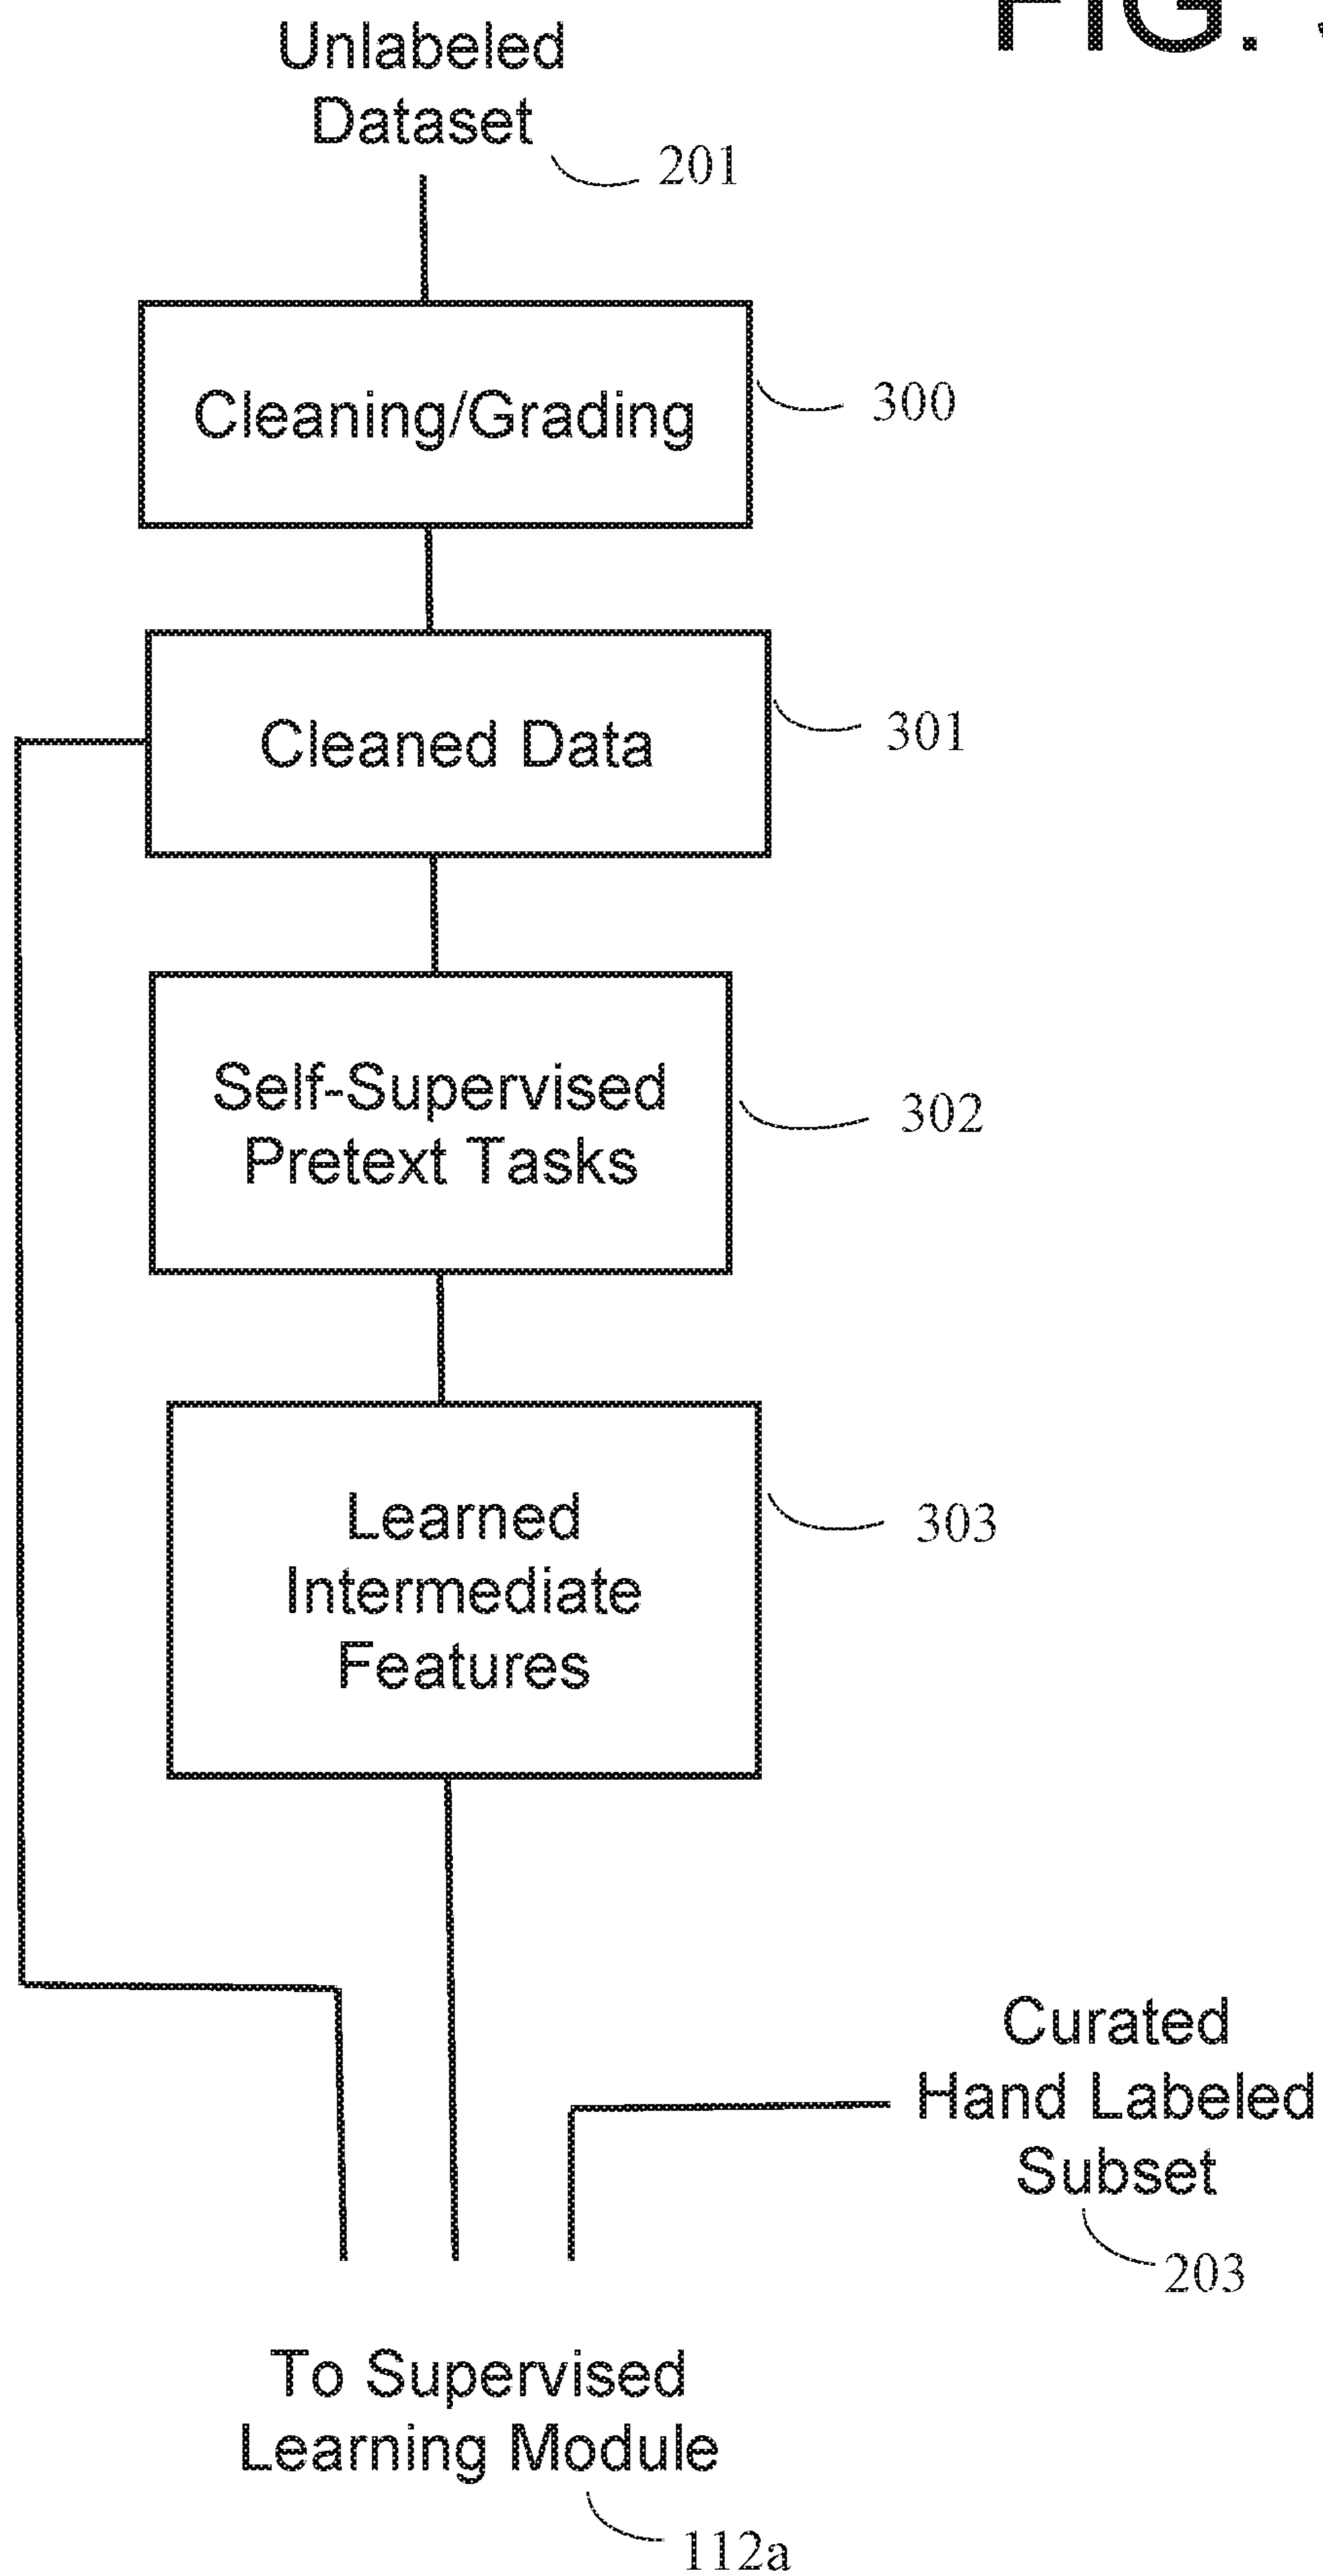 FIG.
Unlabeled
Dataset
201
Cleaning/Grading
300
Cleaned Data
301
Self-Supervised
Pretext Tasks
302
Learned
Intermediate
Features
303
Curated
Hand Labeled
Subset
203
To Supervised
Learning Module
112a